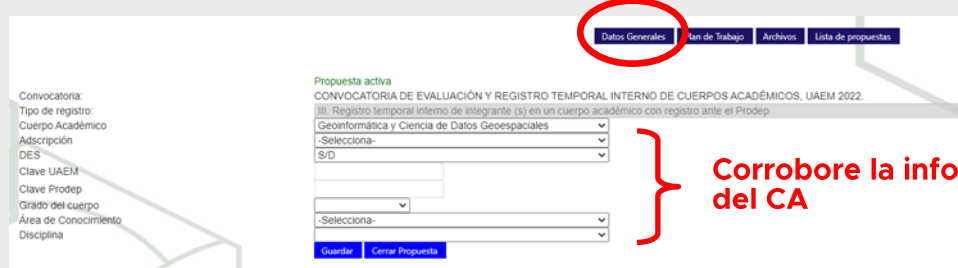 Datos Generales Plan de Trabajo Archivos Lista de propuestas
Propuesta activa
Convocatoria: CONVOCATORIA DE EVALUACIÓN Y REGISTRO TEMPORAL INTERNO DE CUERPOS ACADÉMICOS, UAEM 2022.
Tipo de registro: III. Registro temporal interno de integrante (s) en un cuerpo académico con registro ante el Prodep
Cuerpo Académico Geoinformática y Ciencia de Datos Geoespaciales
Adscripción -Selecciona-
DES S/D
Clave UAEM
Clave Prodep
Grado del cuerpo
Área de Conocimiento -Selecciona-
Disciplina
Guardar Cerrar Propuesta
Corrobore la info
del CA